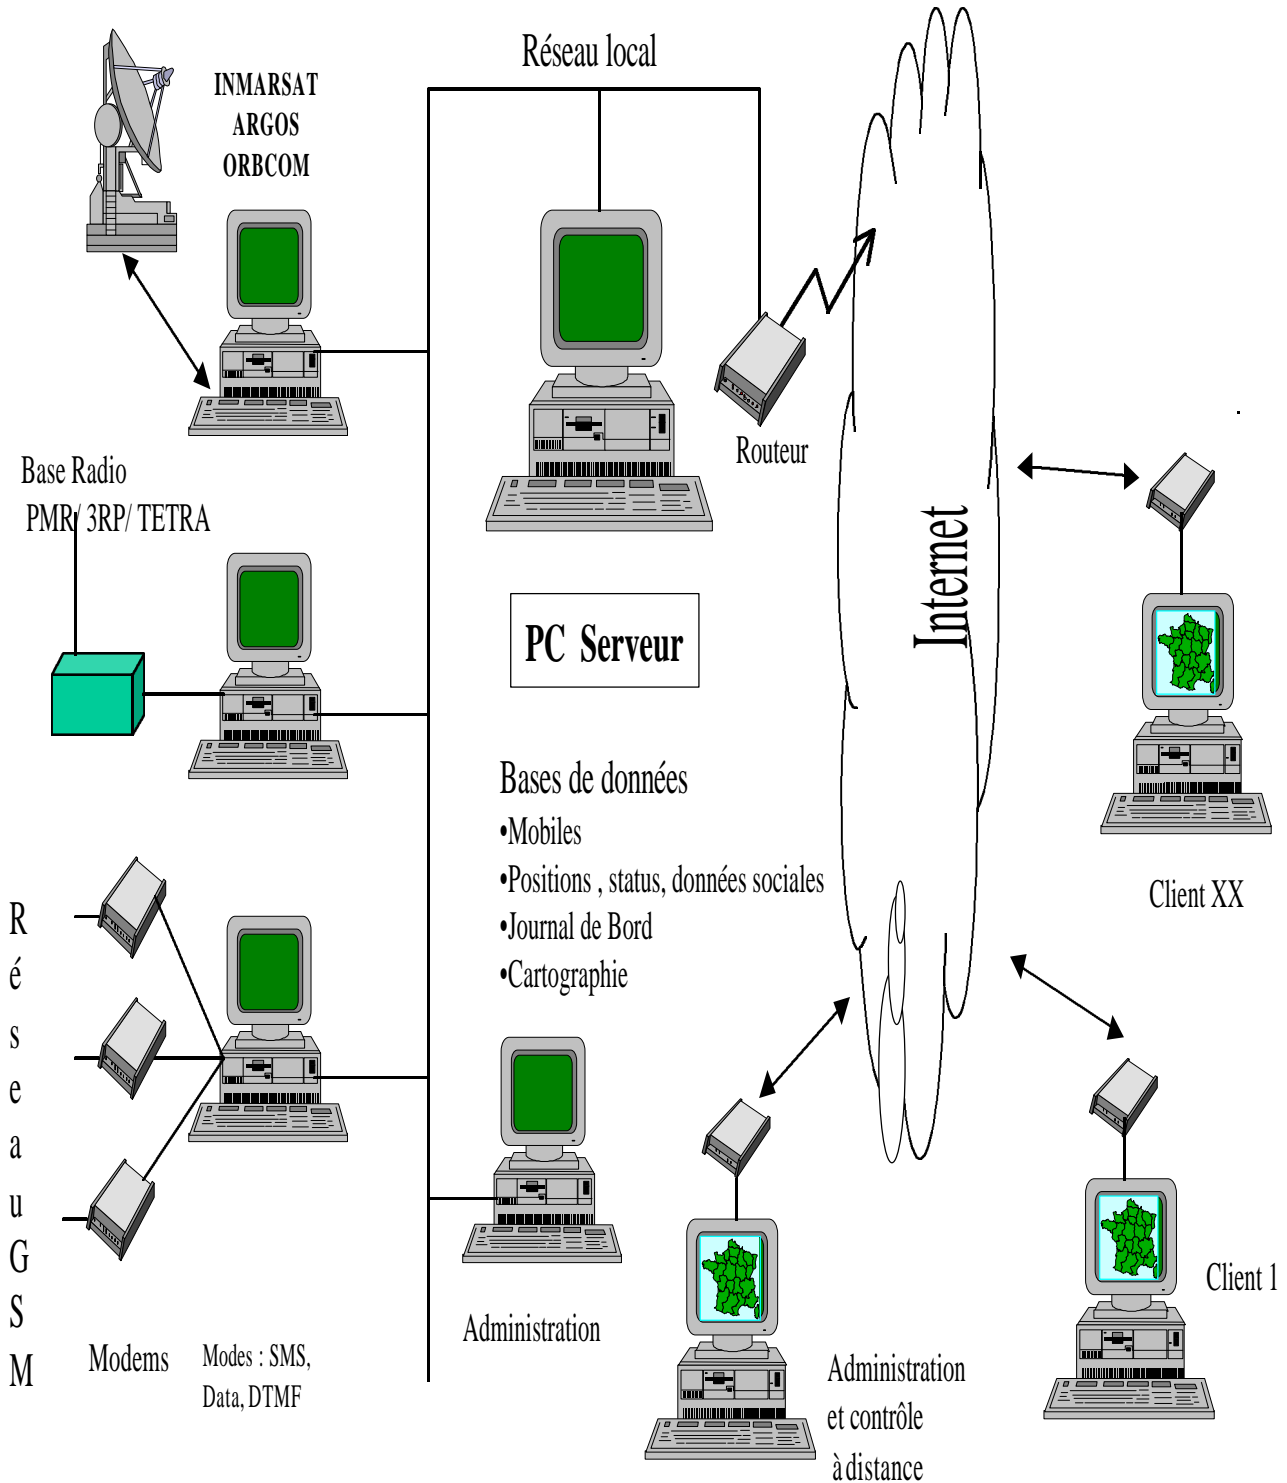 Réseau local
INMARSAT
ARGOS
ORBCOM
Routeur
Base Radio
PMR/ 3RP/ TETRA
Internet
PC Serveur
Bases de données
•Mobiles
•Positions , status, données sociales
•Journal de Bord
•Cartographie
Client XX
RéseauGSM
Client 1
Administration
Modems
Modes : SMS,
Data, DTMF
Administration
et contrôle
à distance